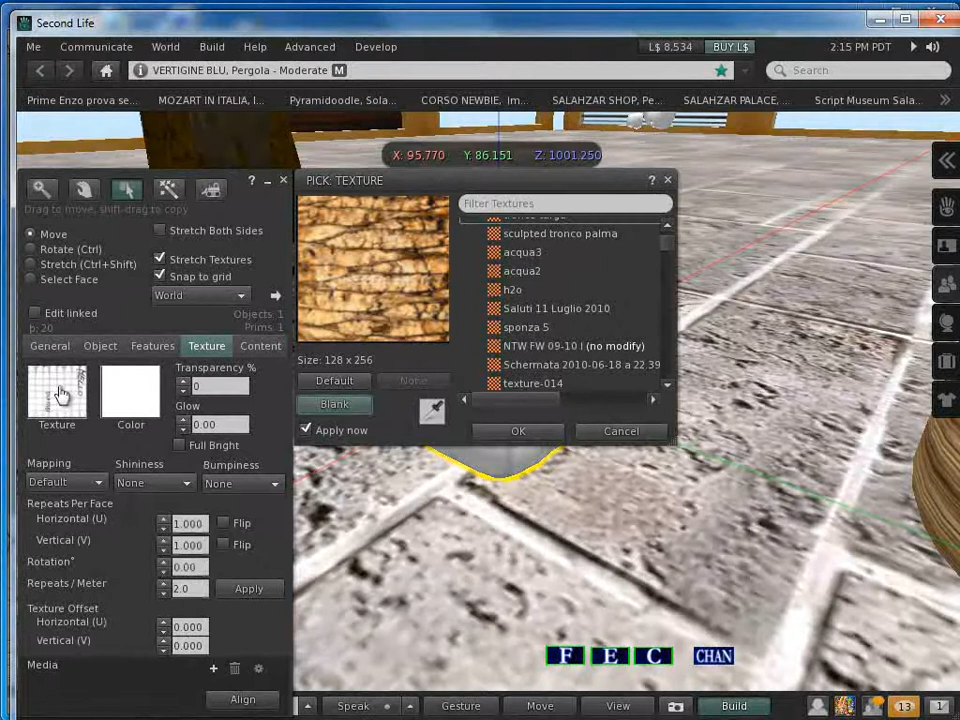 Second Life
Me Communicate World Build Help Advanced Develop L$ 8,534 BUY L$ 2:15 PM PDT
VERTIGINE BLU, Pergola - Moderate M Search
Prime Enzo prova se... MOZART IN ITALIA, I... Pyramidoodle, Sola... CORSO NEWBIE, Im... SALAHZAR SHOP, Pe... SALAHZAR PALACE, ... Script Museum Sala...
X: 95.770 Y: 86.151 Z: 1001.250
?
Drag to move, shift-drag to copy
Move
Rotate (Ctrl)
Stretch (Ctrl+Shift)
Select Face
Stretch Both Sides
Stretch Textures
Snap to grid
World
Edit linked
Objects: 1
p: 20
Prims: 1
General Object Features Texture Content
Texture
Color
Transparency %
0
Glow
0.00
Full Bright
Mapping Shininess Bumpiness
Default None None
Repeats Per Face
Horizontal (U) 1.000 Flip
Vertical (V) 1.000 Flip
Rotation° 0.00
Repeats / Meter 2.0 Apply
Texture Offset
Horizontal (U) 0.000
Vertical (V) 0.000
Media
Align
PICK: TEXTURE ?
Filter Textures
sculpted tronco palma
acqua3
acqua2
h2o
Saluti 11 Luglio 2010
sponza 5
NTW FW 09-10 I (no modify)
Schermata 2010-06-18 a 22.39
texture-014
Size: 128 x 256
Default None
Blank
Apply now
OK Cancel
F E C CHAN
Speak Gesture Move View Build 13 1